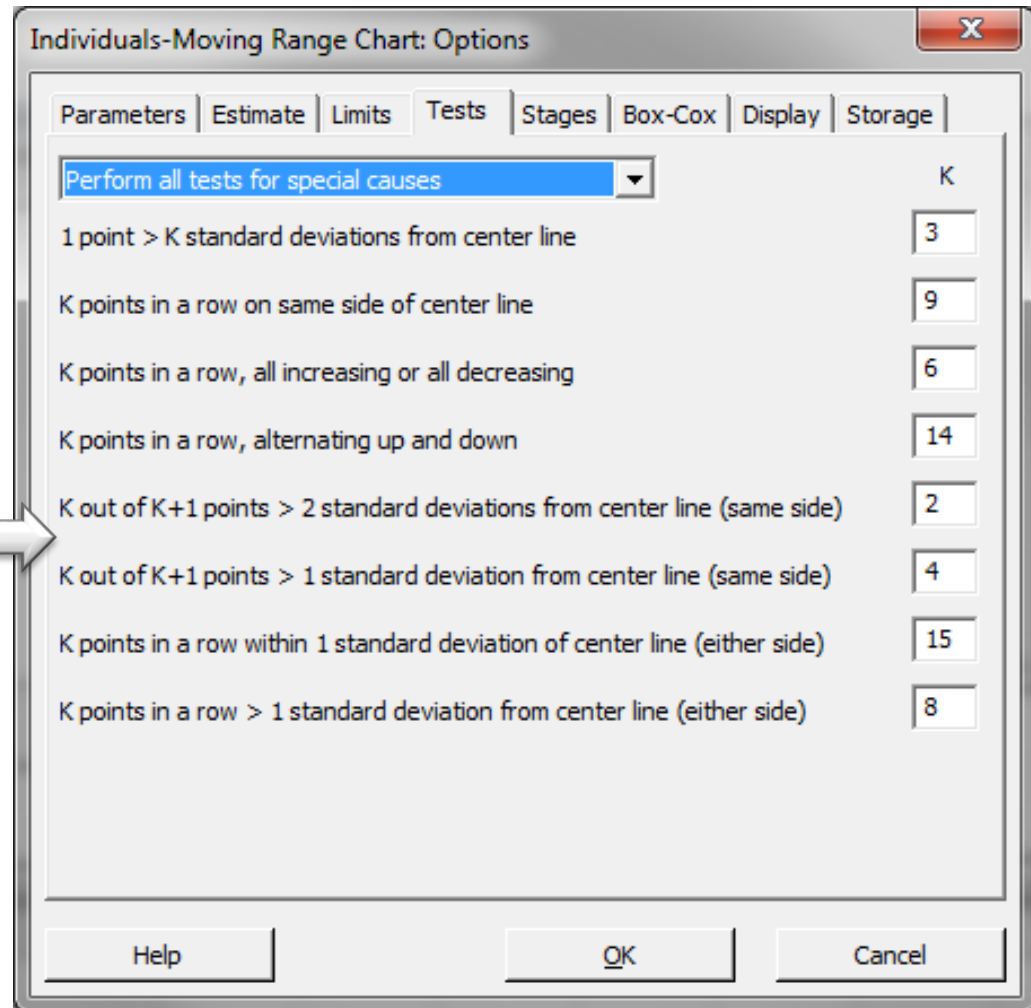 Individuals-Moving Range Chart: Options
x
Parameters Estimate Limits Tests Stages Box-Cox Display Storage
Perform all tests for special causes K
1 point > K standard deviations from center line 3
K points in a row on same side of center line 9
K points in a row, all increasing or all decreasing 6
K points in a row, alternating up and down 14
K out of K+1 points > 2 standard deviations from center line (same side) 2
K out of K+1 points > 1 standard deviation from center line (same side) 4
K points in a row within 1 standard deviation of center line (either side) 15
K points in a row > 1 standard deviation from center line (either side) 8
Help OK Cancel